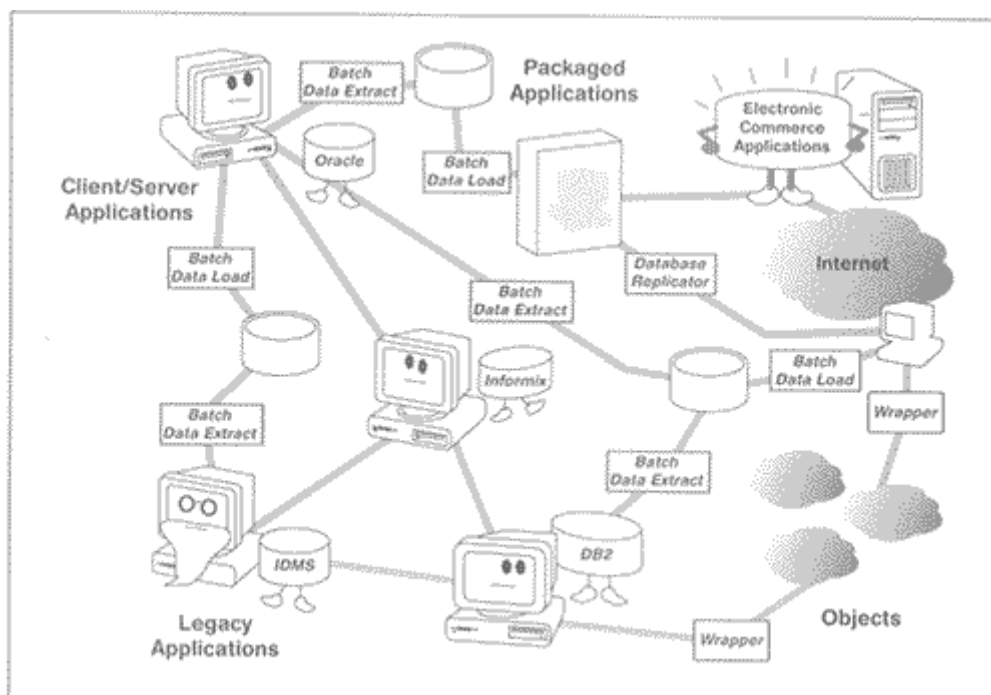 Batch
Data Extract
Packaged
Applications
Electronic
Commerce
Applications
Oracle
Batch
Data Load
Client/Server
Applications
Batch
Data Load
Database
Replicator
Internet
Batch
Data Extract
Informix
Batch
Data Load
Wrapper
Batch
Data Extract
Batch
Data Extract
IDMS
DB2
Legacy
Applications
Wrapper
Objects